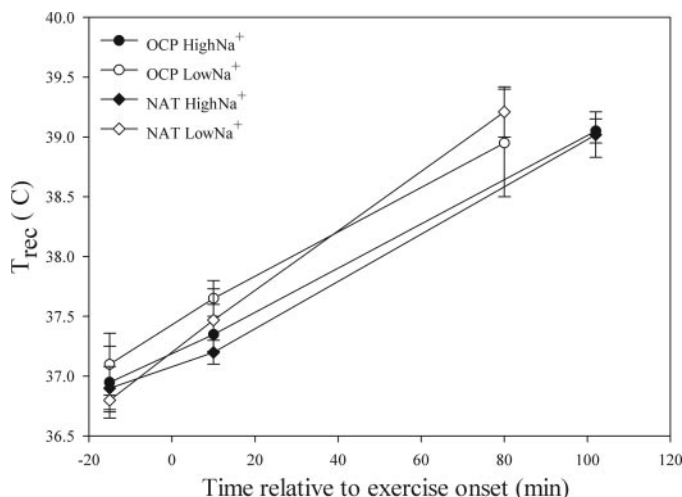 40.0
39.5
39.0
38.5
38.0
37.5
37.0
36.5
T_rec ( C)
OCP HighNa⁺
OCP LowNa⁺
NAT HighNa⁺
NAT LowNa⁺
-20 0 20 40 60 80 100 120
Time relative to exercise onset (min)